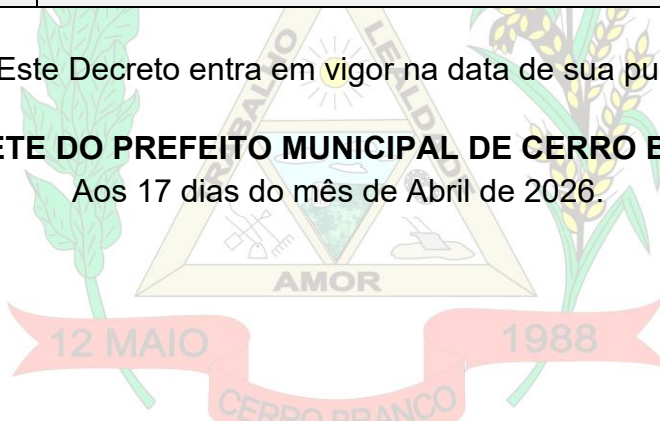 Este Decreto entra em vigor na data de sua pu
ETE DO PREFEITO MUNICIPAL DE CERRO B
Aos 17 dias do mês de Abril de 2026.
TRABALHO
LEALDADE
AMOR
12 MAIO
1988
CERRO BRANCO